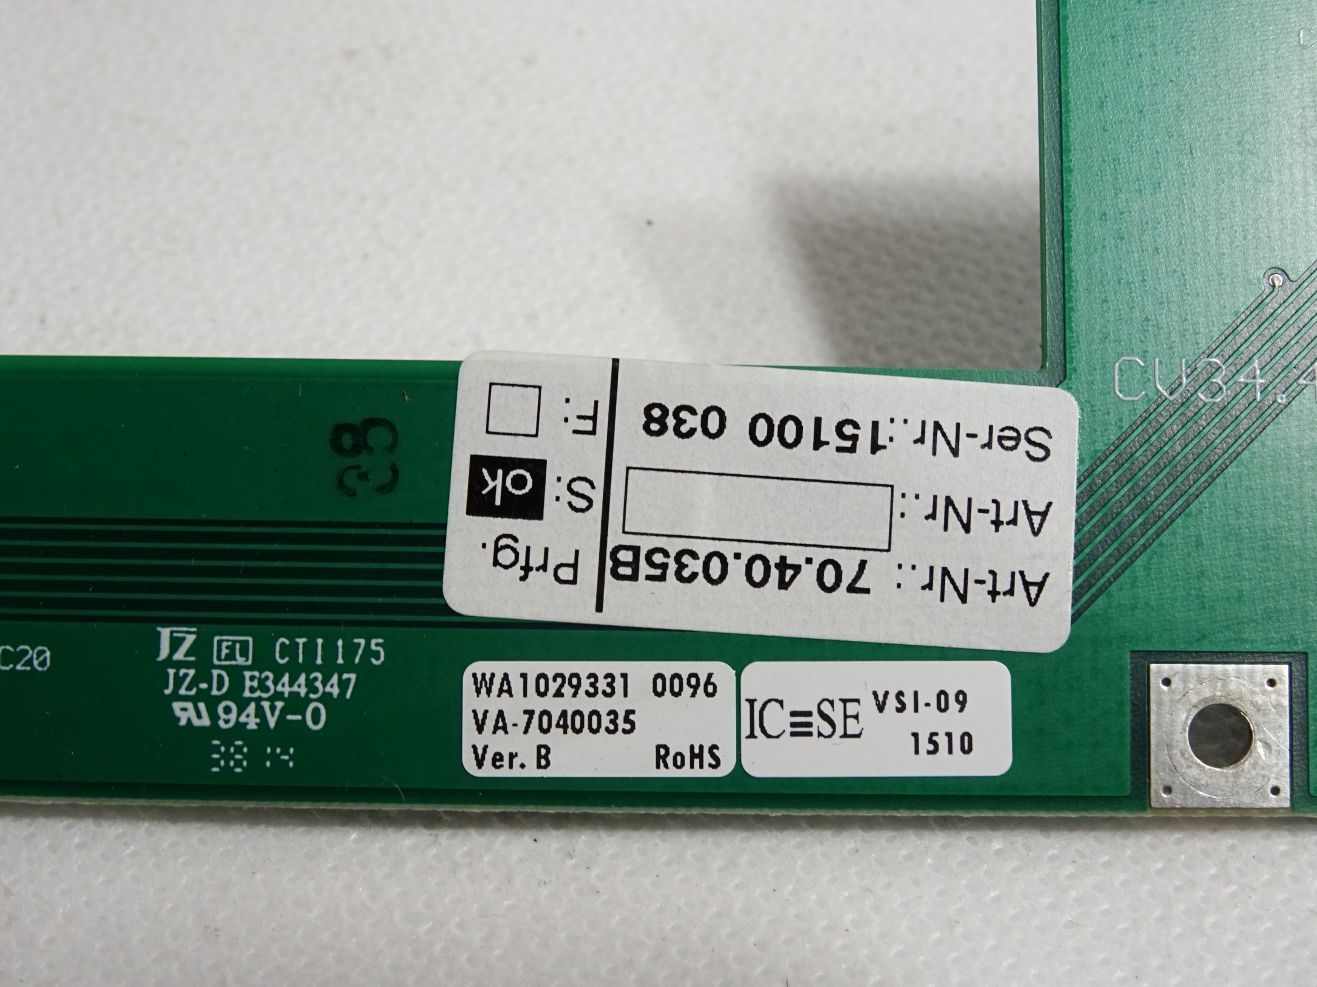 Art-Nr.: 70.40.035B
Art-Nr.:
Ser-Nr.:15100 038
Prfg.
S: ok
F:
38
CV34.4
C20
JZ FL CTI175
JZ-D E344347
94V-0
3814
WA1029331 0096
VA-7040035
Ver. B RoHS
IC≡SE VSI-09
1510